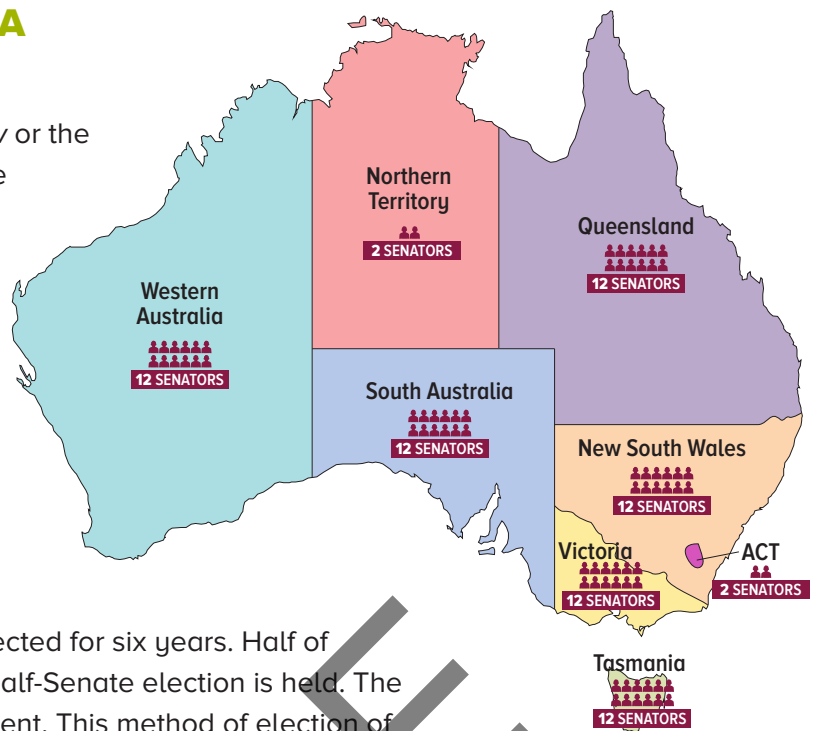 A
y or the
e
Northern
Territory
2 SENATORS
Queensland
12 SENATORS
Western
Australia
12 SENATORS
South Australia
12 SENATORS
New South Wales
12 SENATORS
Victoria
12 SENATORS
ACT
2 SENATORS
ected for six years. Half of
alf-Senate election is held. The
Tasmania
12 SENATORS
ent. This method of election of